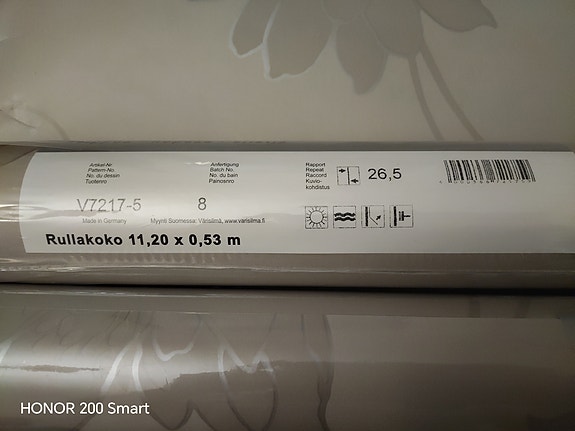 Artikel-Nr.
Pattern-No.
No. du dessin
Tuotenro
Anfertigung
Batch No.
No. du bain
Painosnro
Rapport
Repeat
Raccord
Kuvio-
kohdistus
26,5
V7217-5
8
Made in Germany
Myynti Suomessa: Värisilmä, www.varisilma.fi
Rullakoko 11,20 x 0,53 m
HONOR 200 Smart